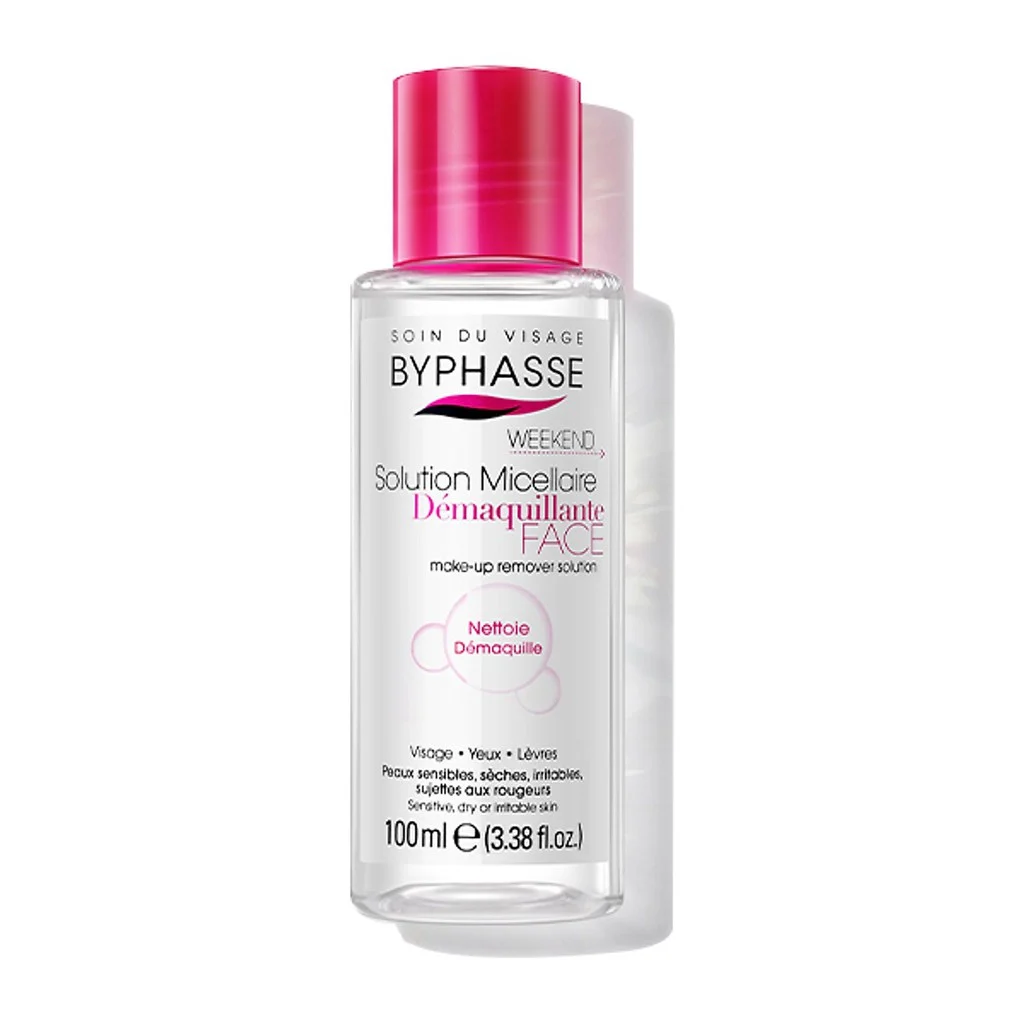 SOIN DU VISAGE
BYPHASSE
WEEKEND
Solution Micellaire
Démaquillante
FACE
make-up remover solution
Nettoie
Démaquille
Visage • Yeux • Lèvres
Peaux sensibles, sèches, irritables,
sujettes aux rougeurs
Sensitive, dry or irritable skin
100ml ℮ (3.38 fl.oz.)